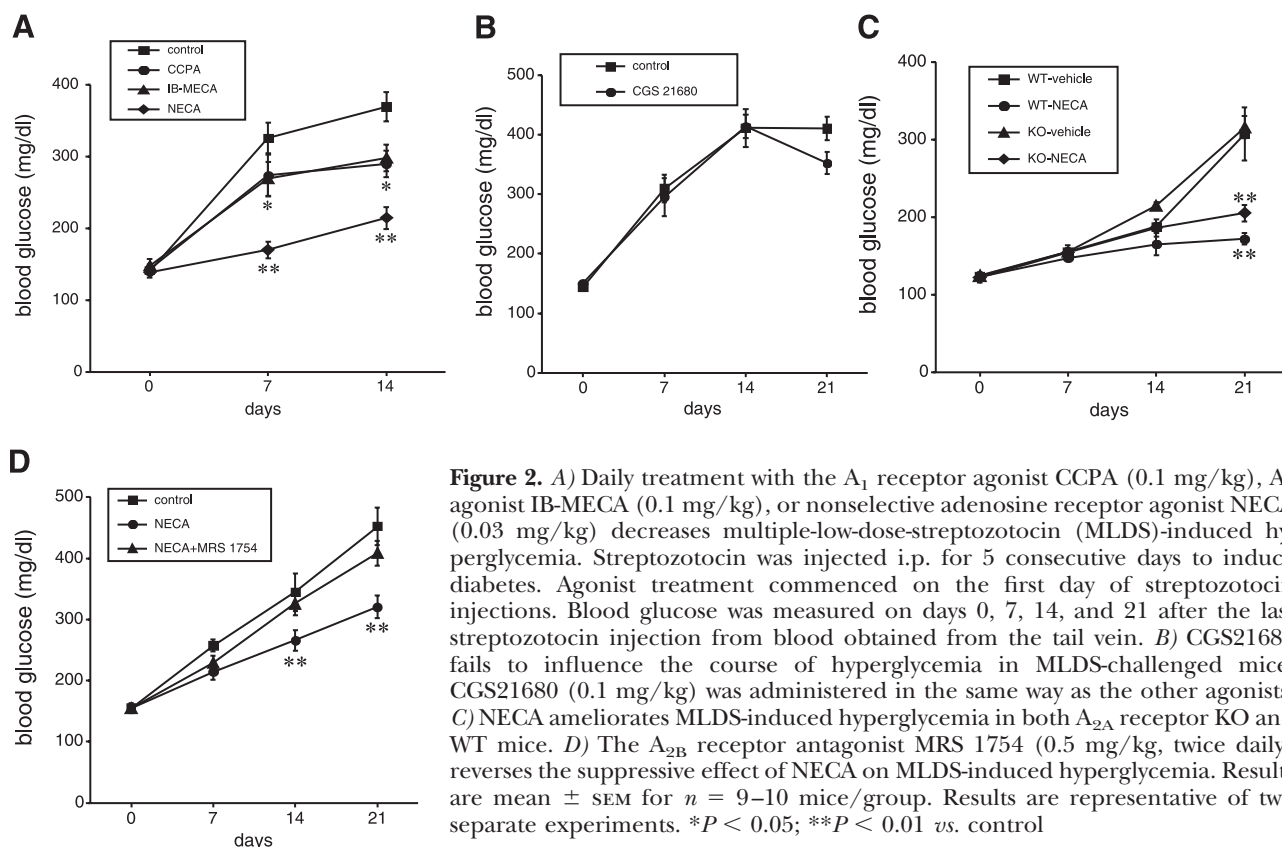 A
control
CCPA
IB-MECA
NECA
400
300
200
100
0
blood glucose (mg/dl)
*
**
*
**
0 7 14
days
B
control
CGS 21680
500
400
300
200
100
0
blood glucose (mg/dl)
0 7 14 21
days
C
WT-vehicle
WT-NECA
KO-vehicle
KO-NECA
400
300
200
100
0
blood glucose (mg/dl)
**
**
0 7 14 21
days
D
control
NECA
NECA+MRS 1754
500
400
300
200
100
0
blood glucose (mg/dl)
**
**
0 7 14 21
days
Figure 2. A) Daily treatment with the A1 receptor agonist CCPA (0.1 mg/kg), A
agonist IB-MECA (0.1 mg/kg), or nonselective adenosine receptor agonist NECA
(0.03 mg/kg) decreases multiple-low-dose-streptozotocin (MLDS)-induced hy
perglycemia. Streptozotocin was injected i.p. for 5 consecutive days to induc
diabetes. Agonist treatment commenced on the first day of streptozotoci
injections. Blood glucose was measured on days 0, 7, 14, and 21 after the las
streptozotocin injection from blood obtained from the tail vein. B) CGS2168
fails to influence the course of hyperglycemia in MLDS-challenged mice
CGS21680 (0.1 mg/kg) was administered in the same way as the other agonists
C) NECA ameliorates MLDS-induced hyperglycemia in both A2A receptor KO an
WT mice. D) The A2B receptor antagonist MRS 1754 (0.5 mg/kg, twice daily
reverses the suppressive effect of NECA on MLDS-induced hyperglycemia. Result
are mean ± SEM for n = 9–10 mice/group. Results are representative of tw
separate experiments. *P < 0.05; **P < 0.01 vs. control